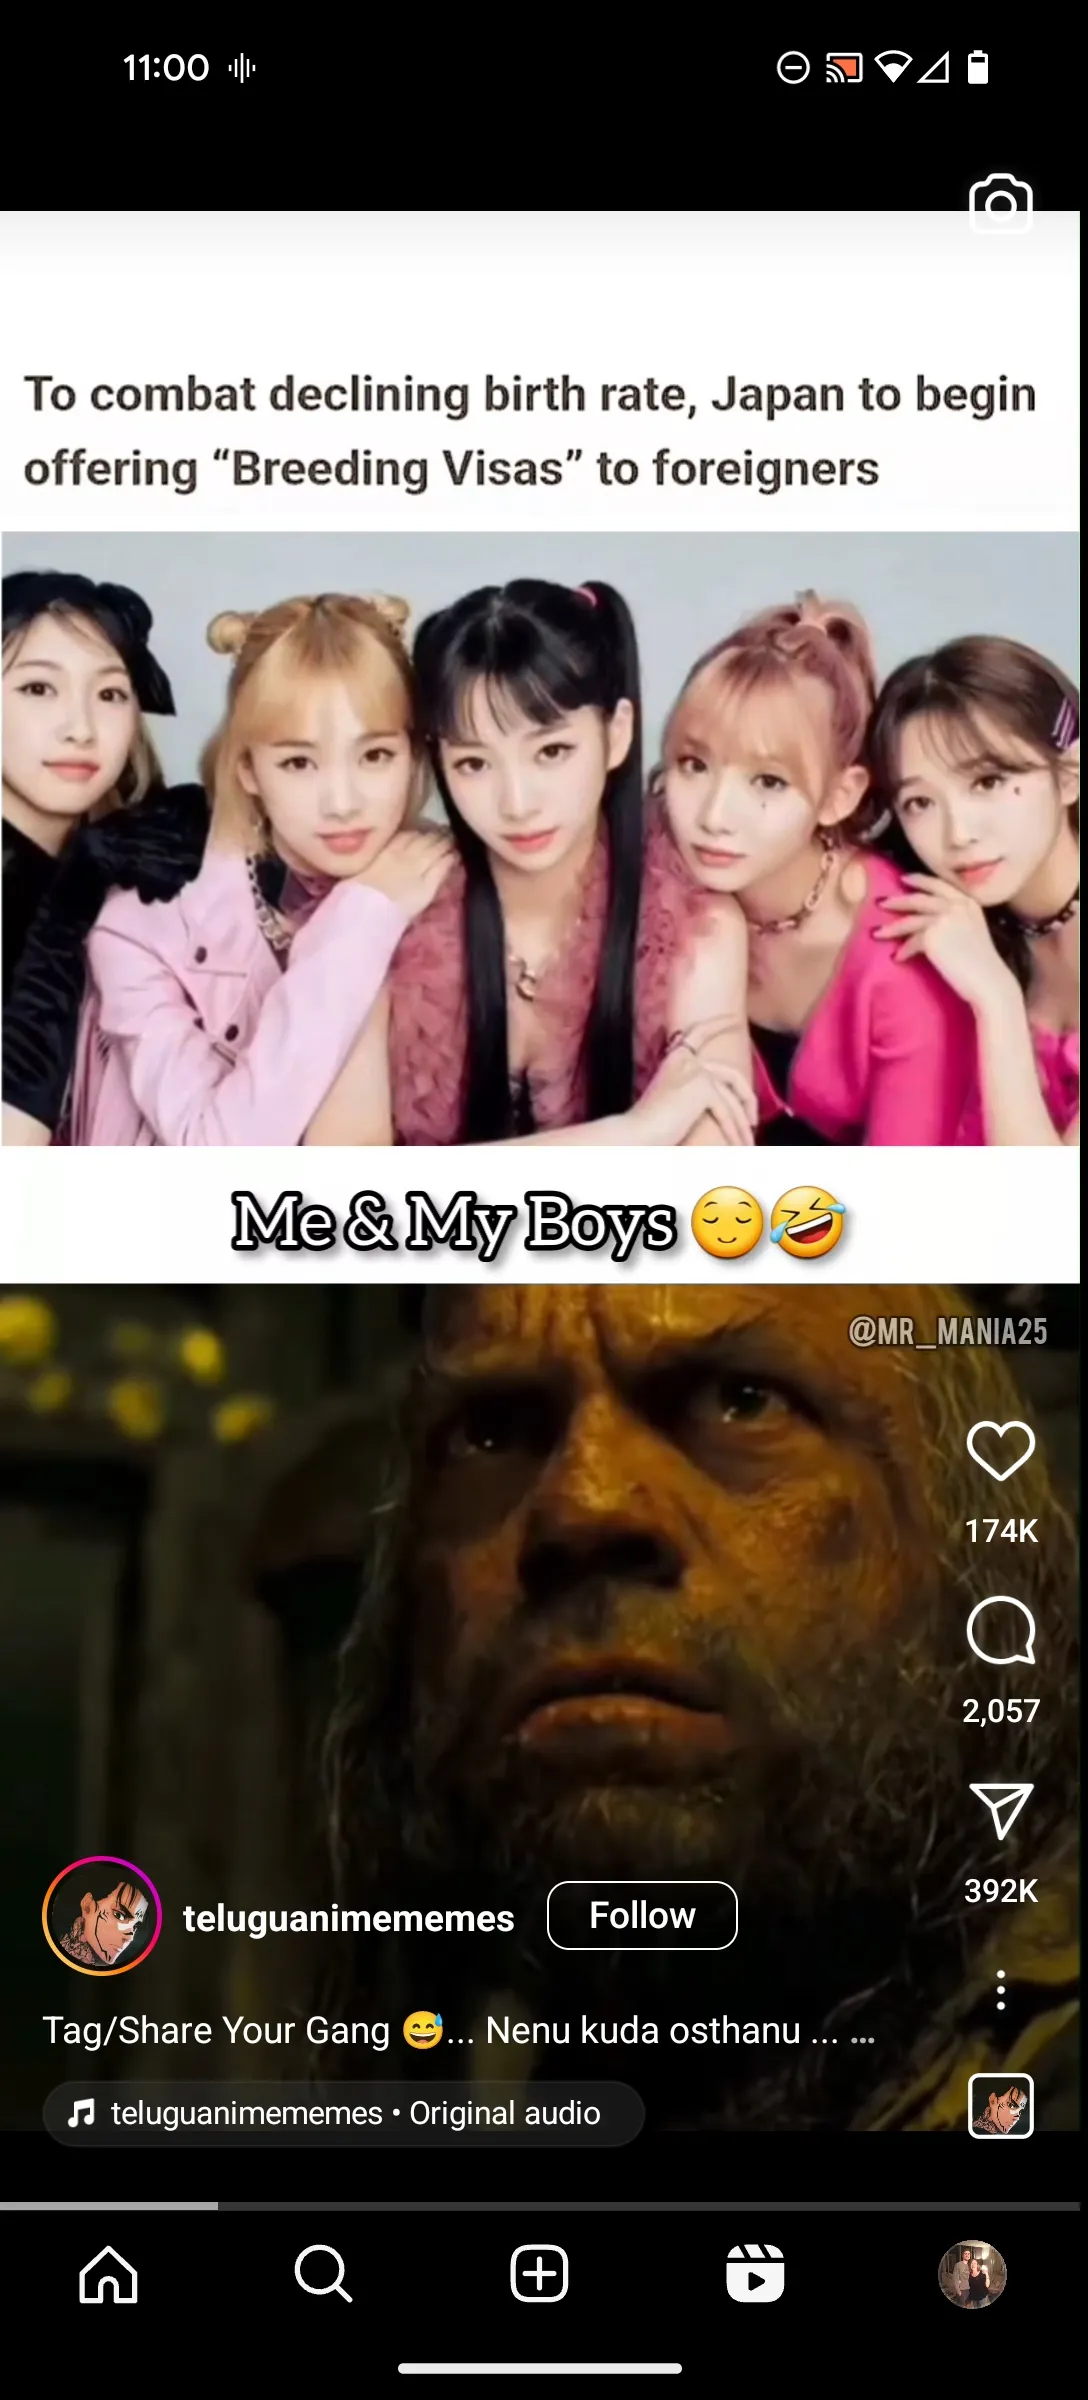 11:00
To combat declining birth rate, Japan to begin
offering “Breeding Visas” to foreigners
Me & My Boys 😌🤣
@MR_MANIA25
174K
2,057
392K
teluguanimememes
Follow
Tag/Share Your Gang 😅... Nenu kuda osthanu ... ...
teluguanimememes • Original audio